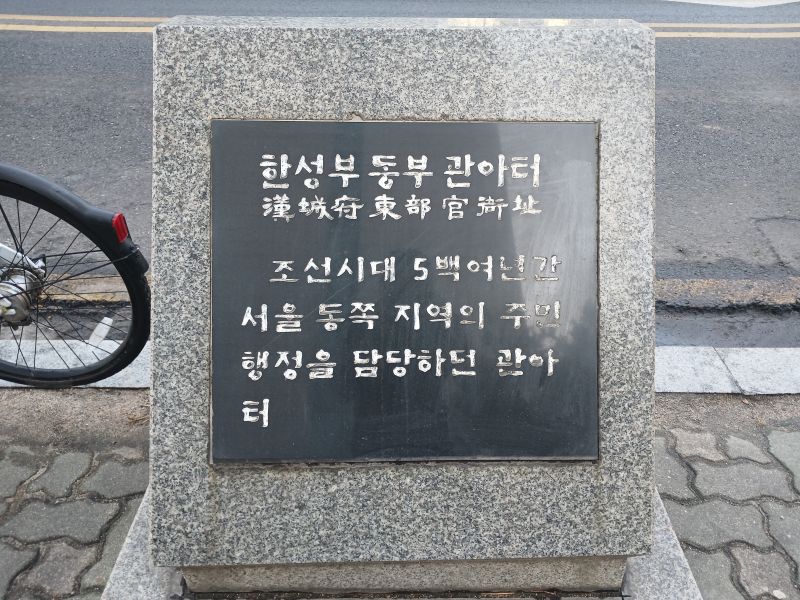 한성부 동부 관아터
漢城府 東部 官衙址
조선시대 5백여년간
서울 동쪽 지역의 주민
행정을 담당하던 관아
터